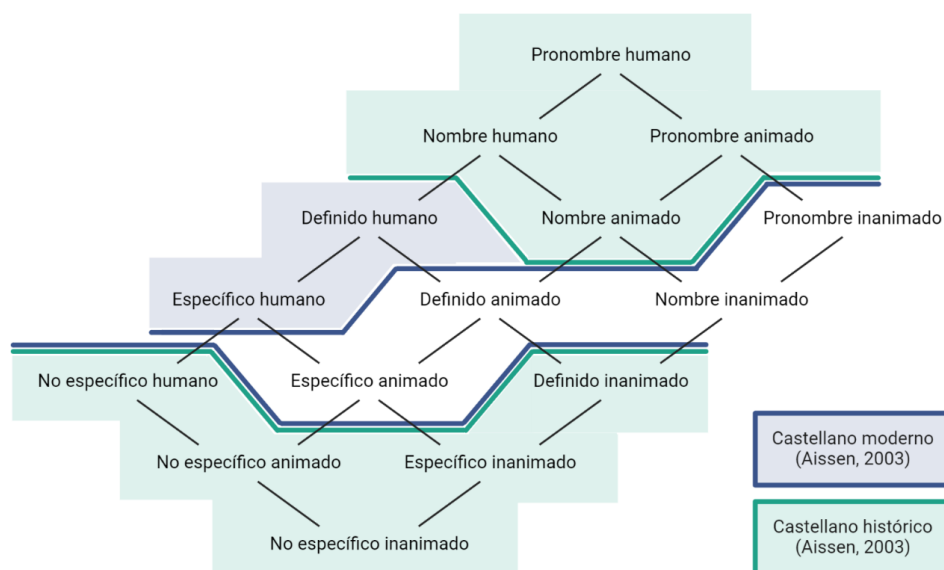 Pronombre humano
Nombre humano
Pronombre animado
Definido humano
Nombre animado
Pronombre inanimado
Específico humano
Definido animado
Nombre inanimado
No específico humano
Específico animado
Definido inanimado
No específico animado
Específico inanimado
No específico inanimado
Castellano moderno
(Aissen, 2003)
Castellano histórico
(Aissen, 2003)